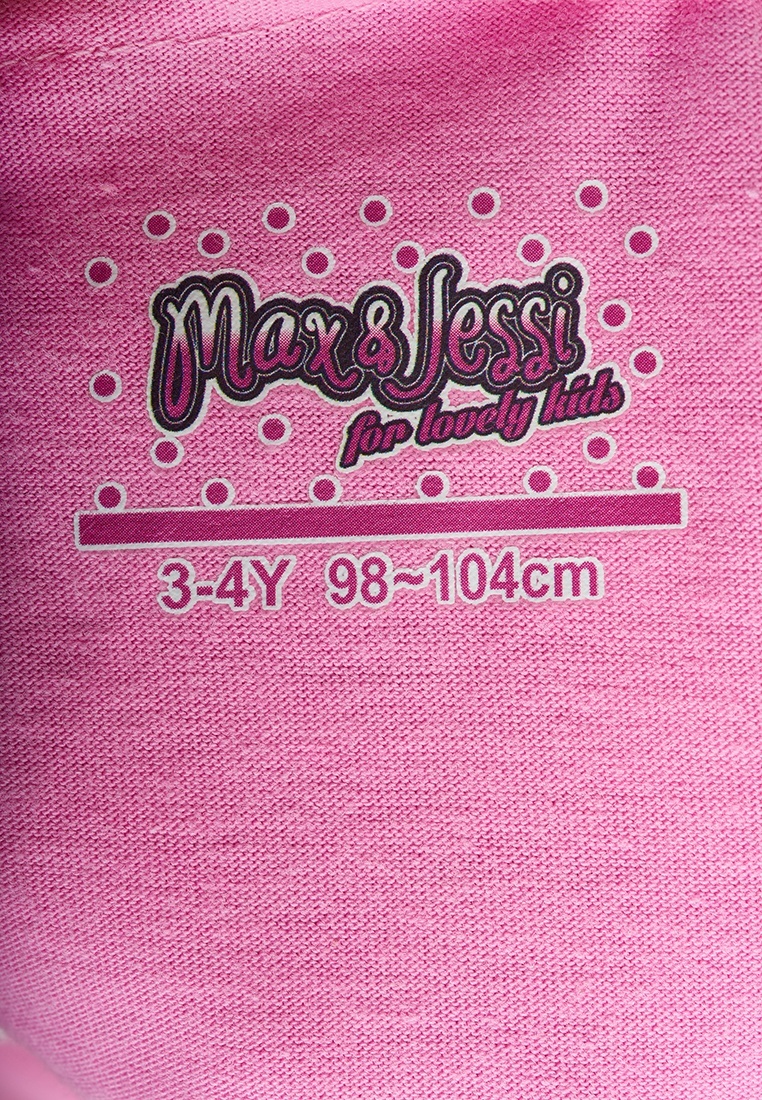 Max & Jessi
for lovely kids
3-4Y 98~104cm